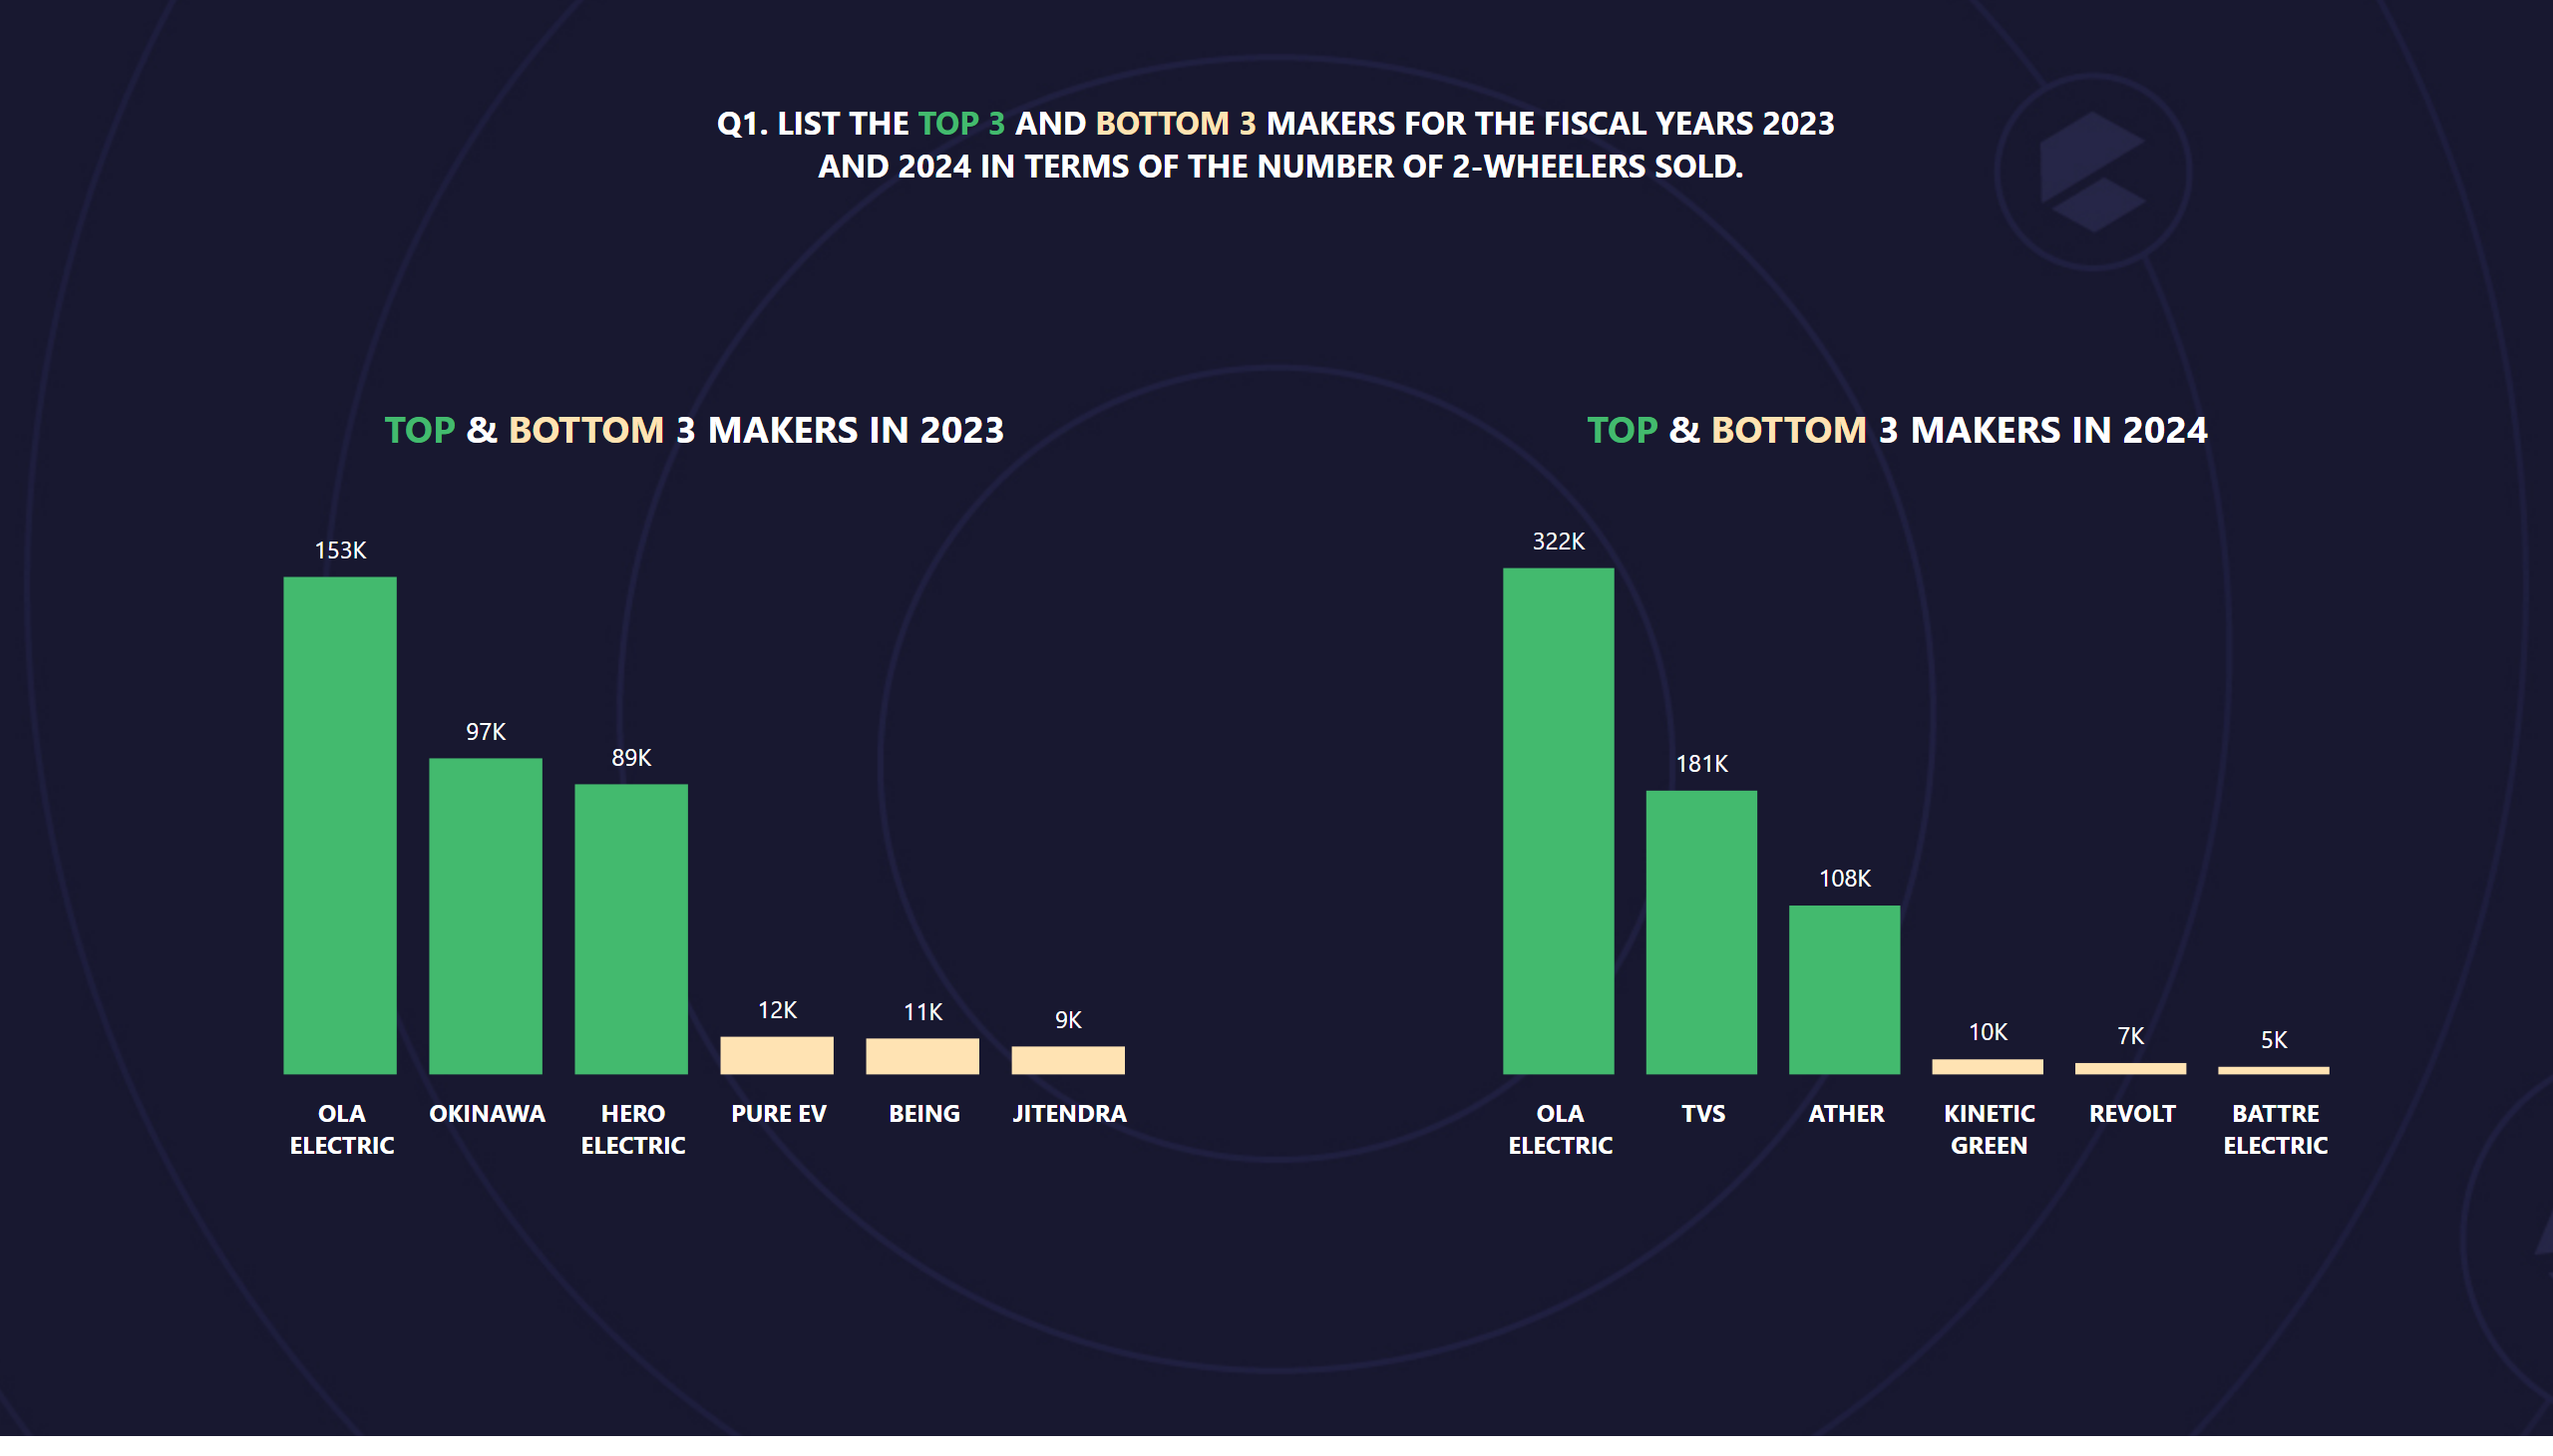 Q1. LIST THE TOP 3 AND BOTTOM 3 MAKERS FOR THE FISCAL YEARS 2023
AND 2024 IN TERMS OF THE NUMBER OF 2-WHEELERS SOLD.
TOP & BOTTOM 3 MAKERS IN 2023
153K
97K
89K
12K
11K
9K
OLA
ELECTRIC
OKINAWA
HERO
ELECTRIC
PURE EV
BEING
JITENDRA
TOP & BOTTOM 3 MAKERS IN 2024
322K
181K
108K
10K
7K
5K
OLA
ELECTRIC
TVS
ATHER
KINETIC
GREEN
REVOLT
BATTRE
ELECTRIC